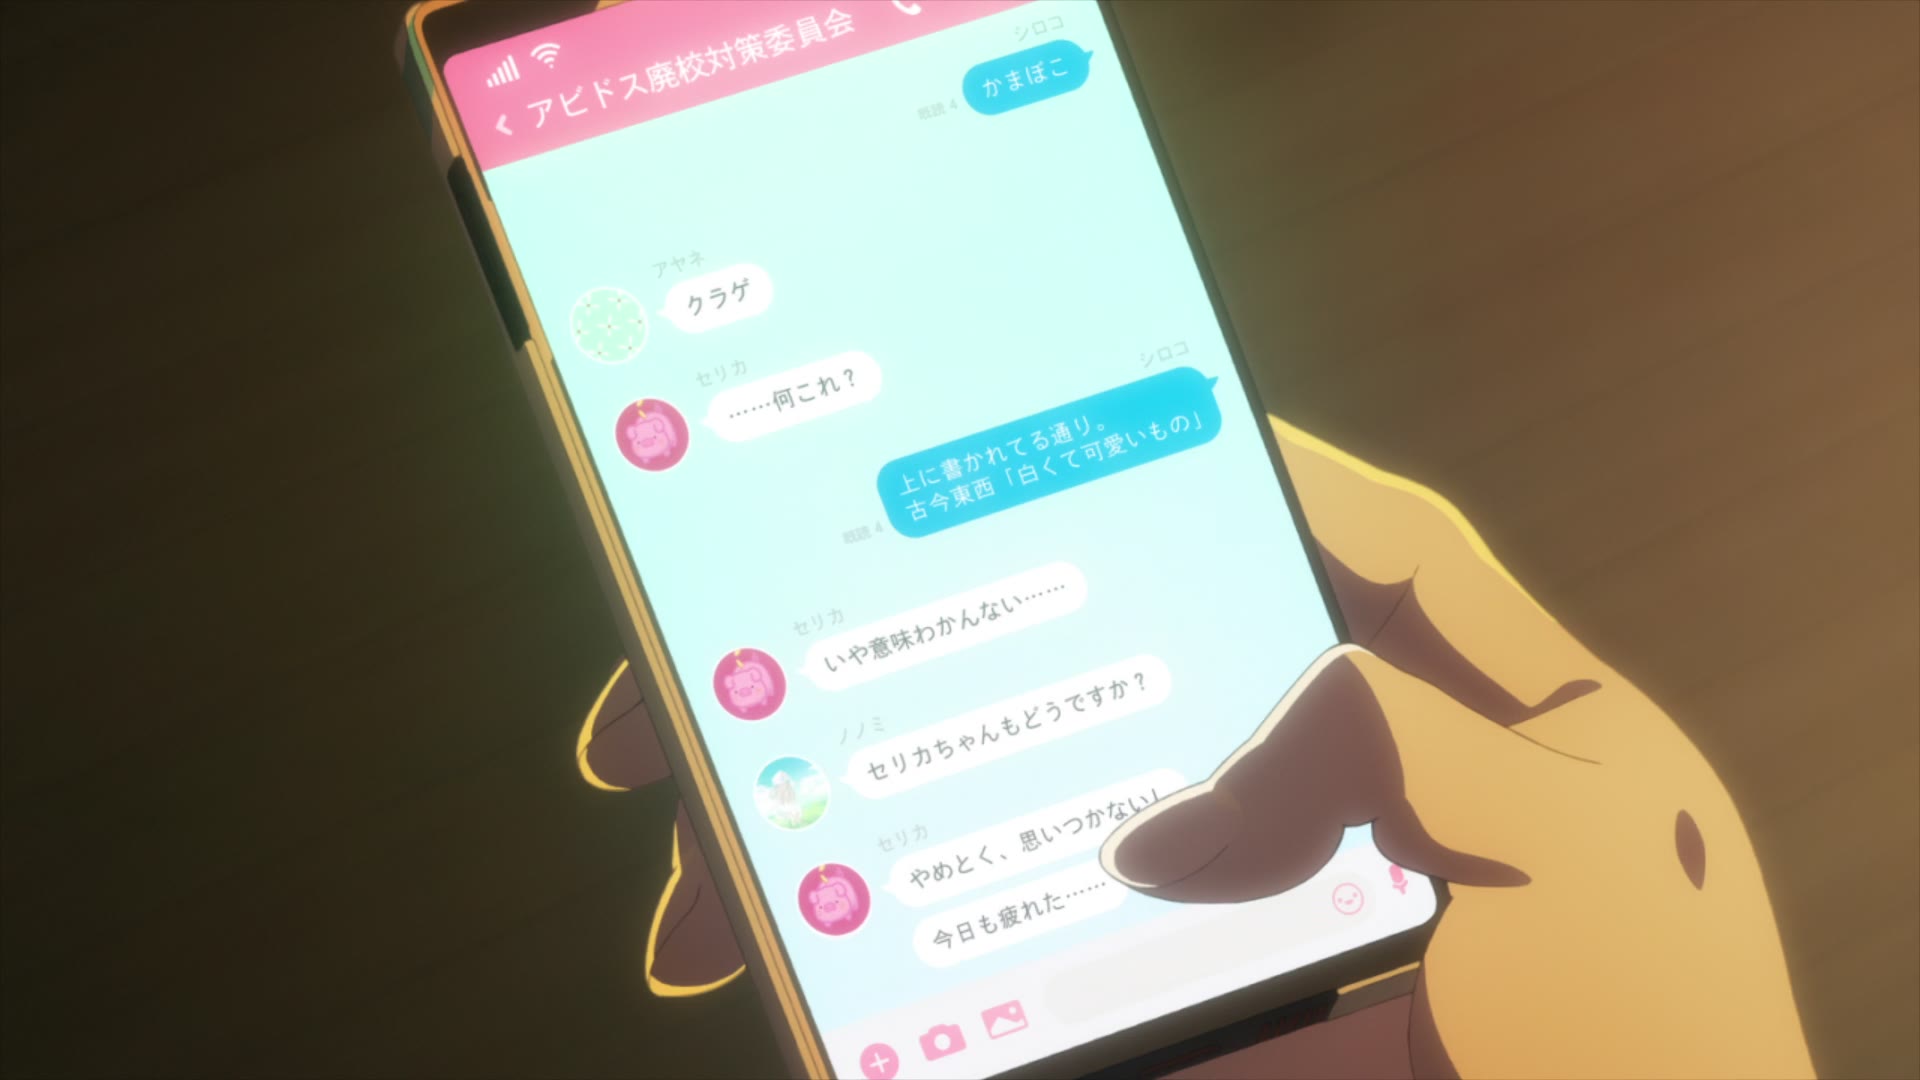 アビドス廃校対策委員会
シロコ
かまぼこ
既読 4
アヤネ
クラゲ
セリカ
……何これ？
シロコ
上に書かれてる通り。
古今東西「白くて可愛いもの」
既読 4
セリカ
いや意味わかんない……
ノノミ
セリカちゃんもどうですか？
セリカ
やめとく、思いつかない
今日も疲れた……